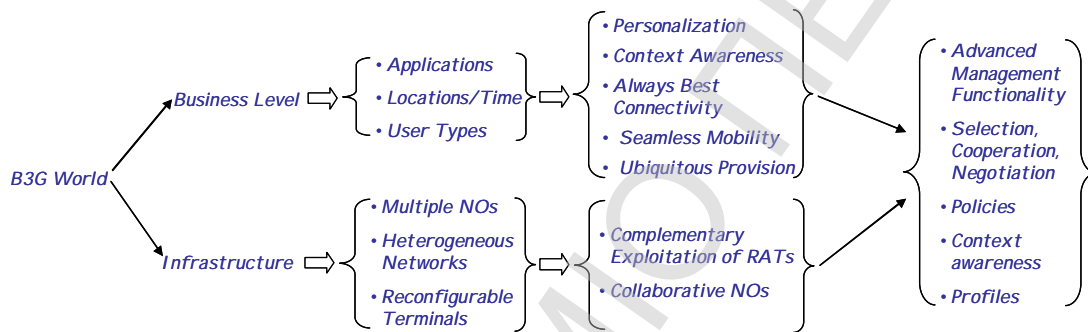 B3G World
Business Level
• Applications
• Locations/Time
• User Types
• Personalization
• Context Awareness
• Always Best
Connectivity
• Seamless Mobility
• Ubiquitous Provision
Infrastructure
• Multiple NOs
• Heterogeneous
Networks
• Reconfigurable
Terminals
• Complementary
Exploitation of RATs
• Collaborative NOs
• Advanced
Management
Functionality
• Selection,
Cooperation,
Negotiation
• Policies
• Context
awareness
• Profiles